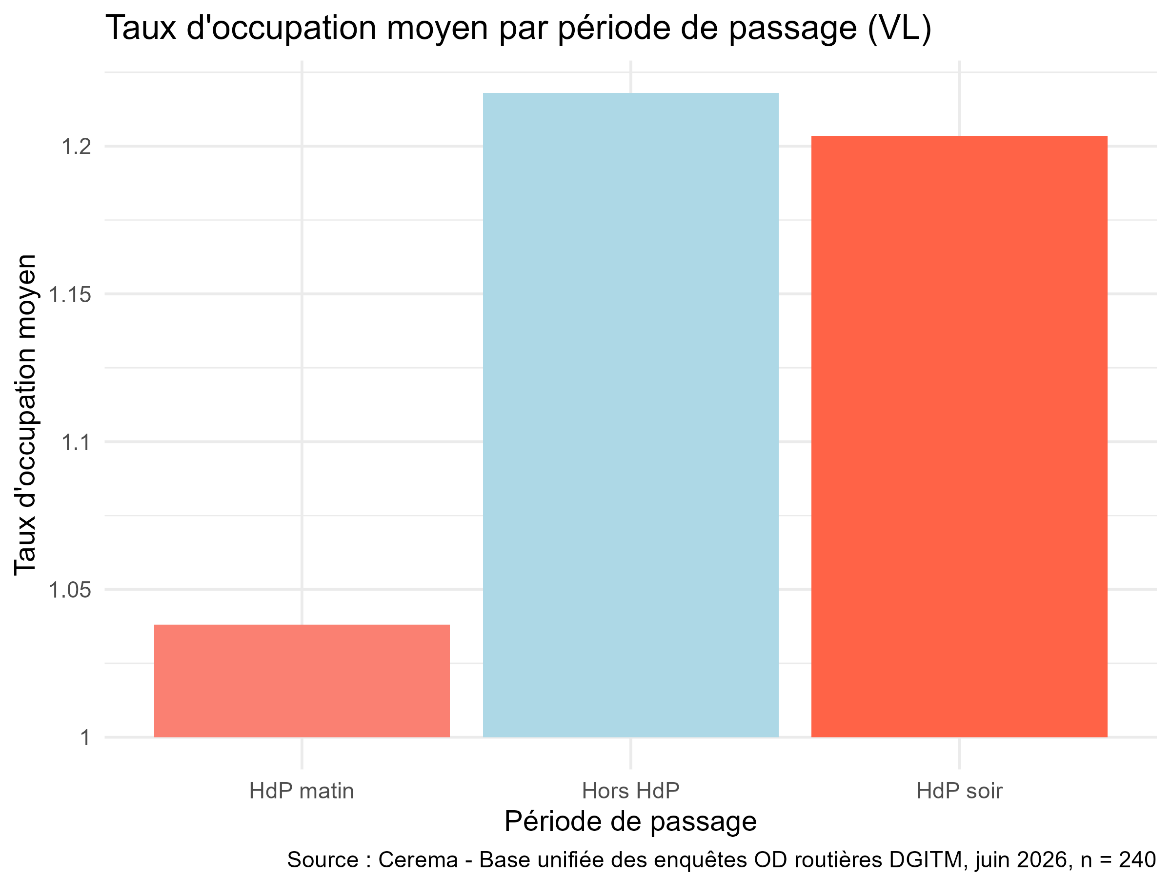 Taux d'occupation moyen par période de passage (VL)
Taux d'occupation moyen
1.2
1.15
1.1
1.05
1
HdP matin
Hors HdP
HdP soir
Période de passage
Source : Cerema - Base unifiée des enquêtes OD routières DGITM, juin 2026, n = 240